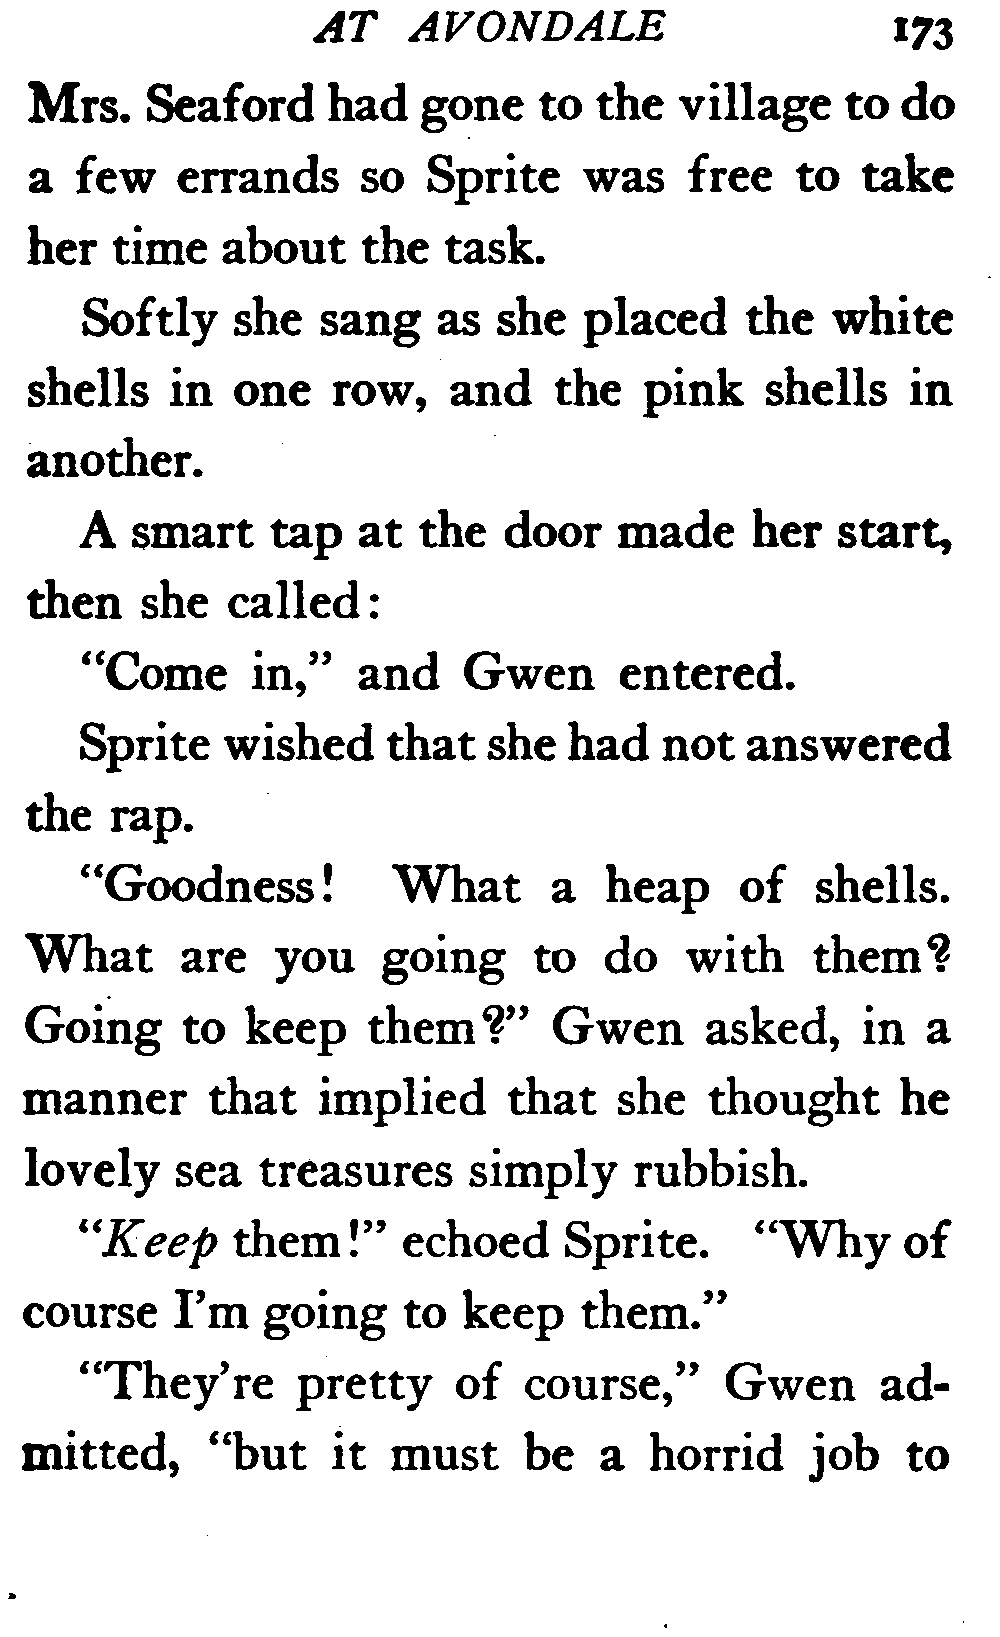 AT AVONDALE 173
Mrs. Seaford had gone to the village to do
a few errands so Sprite was free to take
her time about the task.
Softly she sang as she placed the white
shells in one row, and the pink shells in
another.
A smart tap at the door made her start,
then she called:
"Come in," and Gwen entered.
Sprite wished that she had not answered
the rap.
"Goodness! What a heap of shells.
What are you going to do with them?
Going to keep them?" Gwen asked, in a
manner that implied that she thought he
lovely sea treasures simply rubbish.
"Keep them!" echoed Sprite. "Why of
course I'm going to keep them."
"They're pretty of course," Gwen ad-
mitted, "but it must be a horrid job to